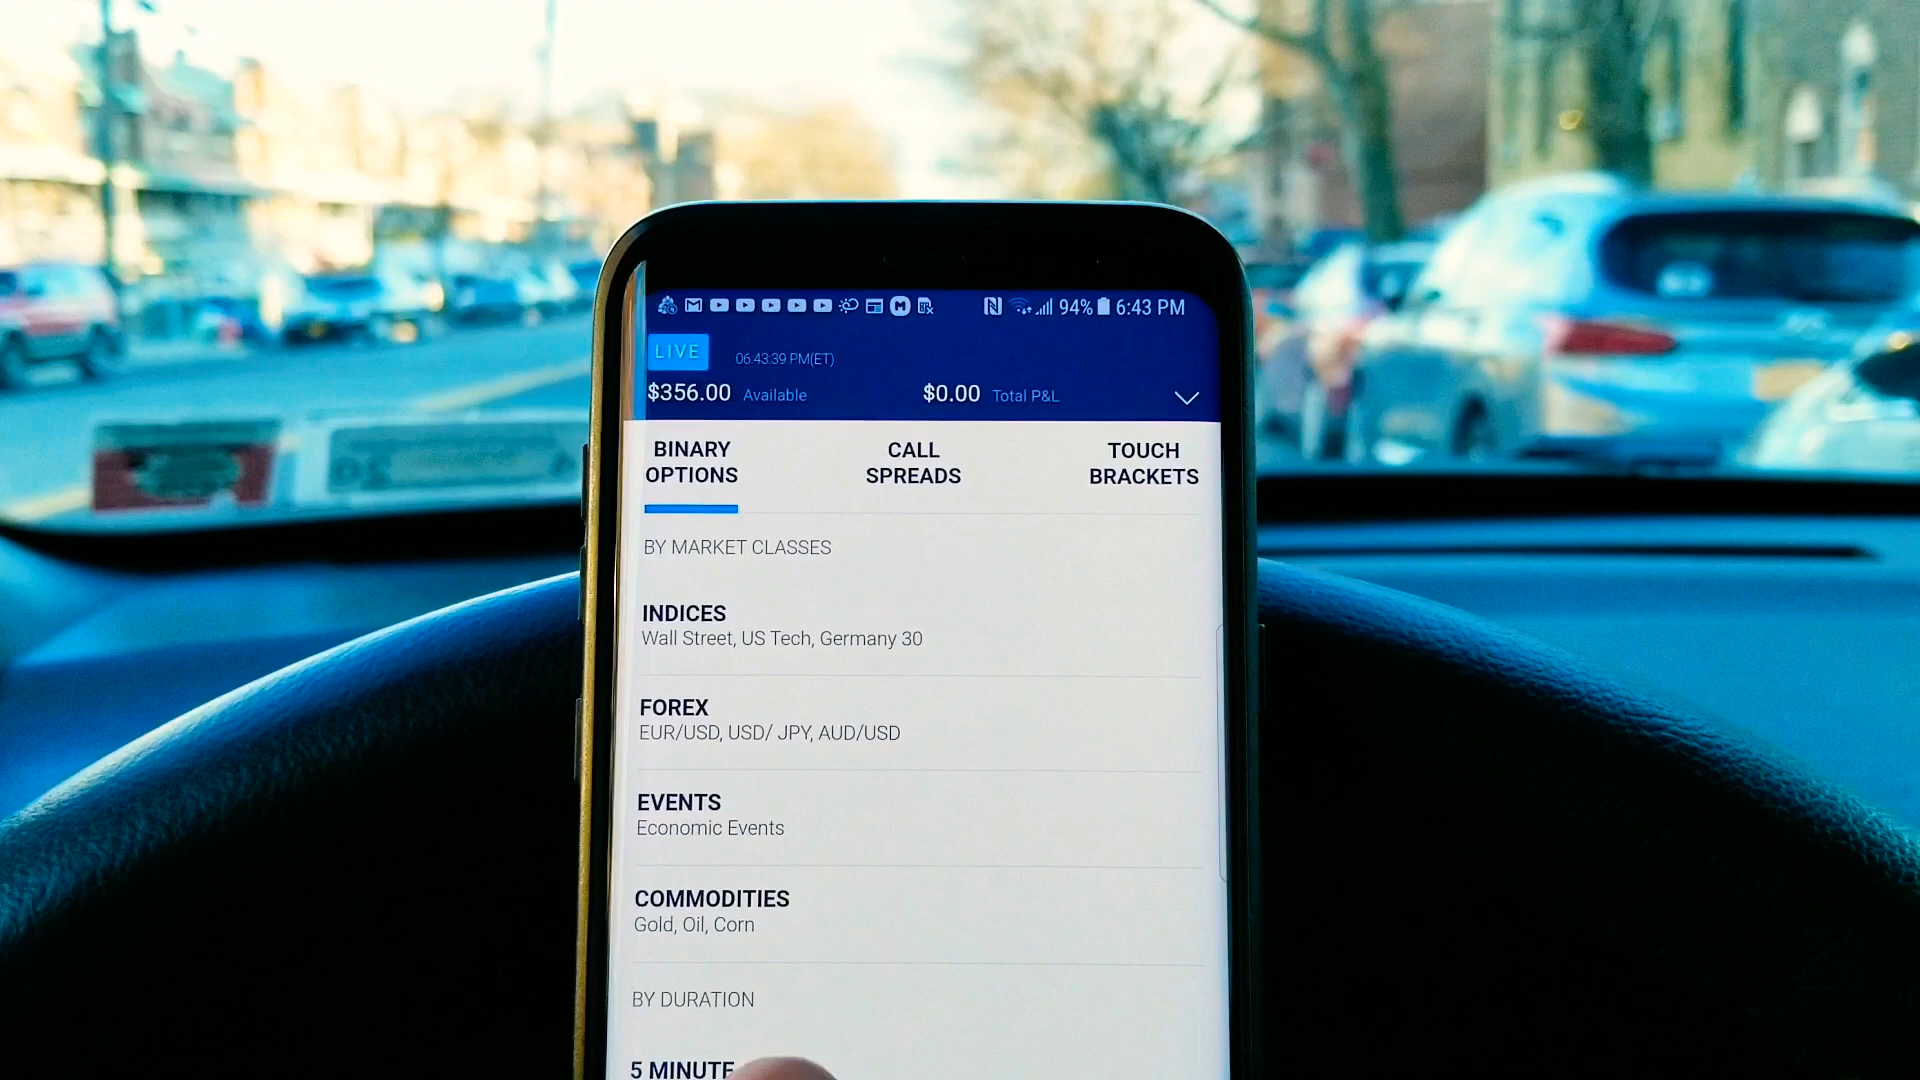 94% 6:43 PM
LIVE
06:43:39 PM(ET)
$356.00 Available $0.00 Total P&L
BINARY OPTIONS
CALL SPREADS
TOUCH BRACKETS
BY MARKET CLASSES
INDICES
Wall Street, US Tech, Germany 30
FOREX
EUR/USD, USD/ JPY, AUD/USD
EVENTS
Economic Events
COMMODITIES
Gold, Oil, Corn
BY DURATION
5 MINUTE